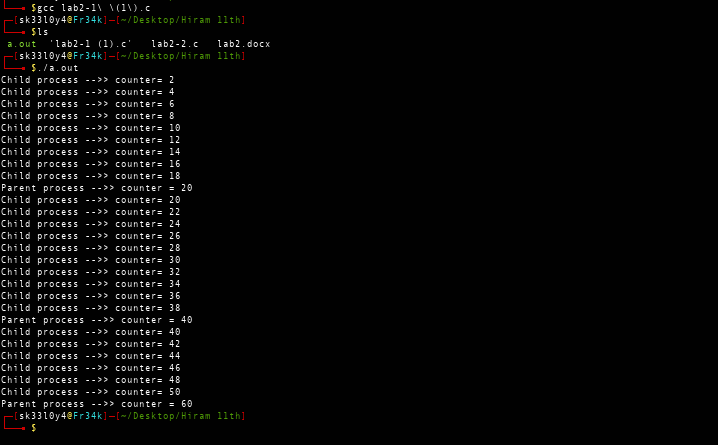 $gcc lab2-1\ \(1\).c
[sk33l0y4@Fr34k]-[~/Desktop/Hiram 11th]
$ls
a.out  'lab2-1 (1).c'   lab2-2.c   lab2.docx
[sk33l0y4@Fr34k]-[~/Desktop/Hiram 11th]
$./a.out
Child process -->> counter= 2
Child process -->> counter= 4
Child process -->> counter= 6
Child process -->> counter= 8
Child process -->> counter= 10
Child process -->> counter= 12
Child process -->> counter= 14
Child process -->> counter= 16
Child process -->> counter= 18
Parent process -->> counter = 20
Child process -->> counter= 20
Child process -->> counter= 22
Child process -->> counter= 24
Child process -->> counter= 26
Child process -->> counter= 28
Child process -->> counter= 30
Child process -->> counter= 32
Child process -->> counter= 34
Child process -->> counter= 36
Child process -->> counter= 38
Parent process -->> counter = 40
Child process -->> counter= 40
Child process -->> counter= 42
Child process -->> counter= 44
Child process -->> counter= 46
Child process -->> counter= 48
Child process -->> counter= 50
Parent process -->> counter = 60
[sk33l0y4@Fr34k]-[~/Desktop/Hiram 11th]
$